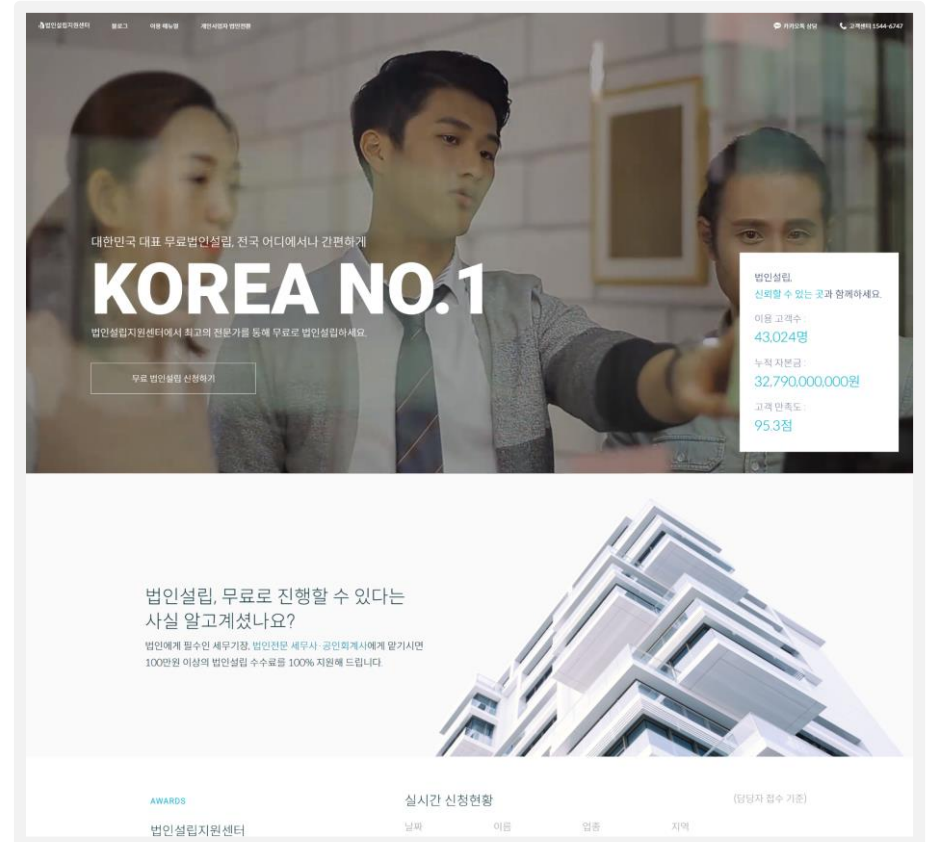 법인설립지원센터
블로그
이용 매뉴얼
개인사업자 법인전환
카카오톡 상담
고객센터 1544-6747
대한민국 대표 무료법인설립, 전국 어디에서나 간편하게
KOREA NO.1
법인설립지원센터에서 최고의 전문가를 통해 무료로 법인설립하세요.
무료 법인설립 신청하기
법인설립,
신뢰할 수 있는 곳과 함께하세요.
이용 고객수 :
43,024명
누적 자본금 :
32,790,000,000원
고객 만족도 :
95.3점
법인설립, 무료로 진행할 수 있다는
사실 알고계셨나요?
법인에게 필수인 세무기장, 법인전문 세무사·공인회계사에게 맡기시면
100만원 이상의 법인설립 수수료를 100% 지원해 드립니다.
AWARDS
법인설립지원센터
실시간 신청현황
(담당자 접수 기준)
날짜 이름 업종 지역